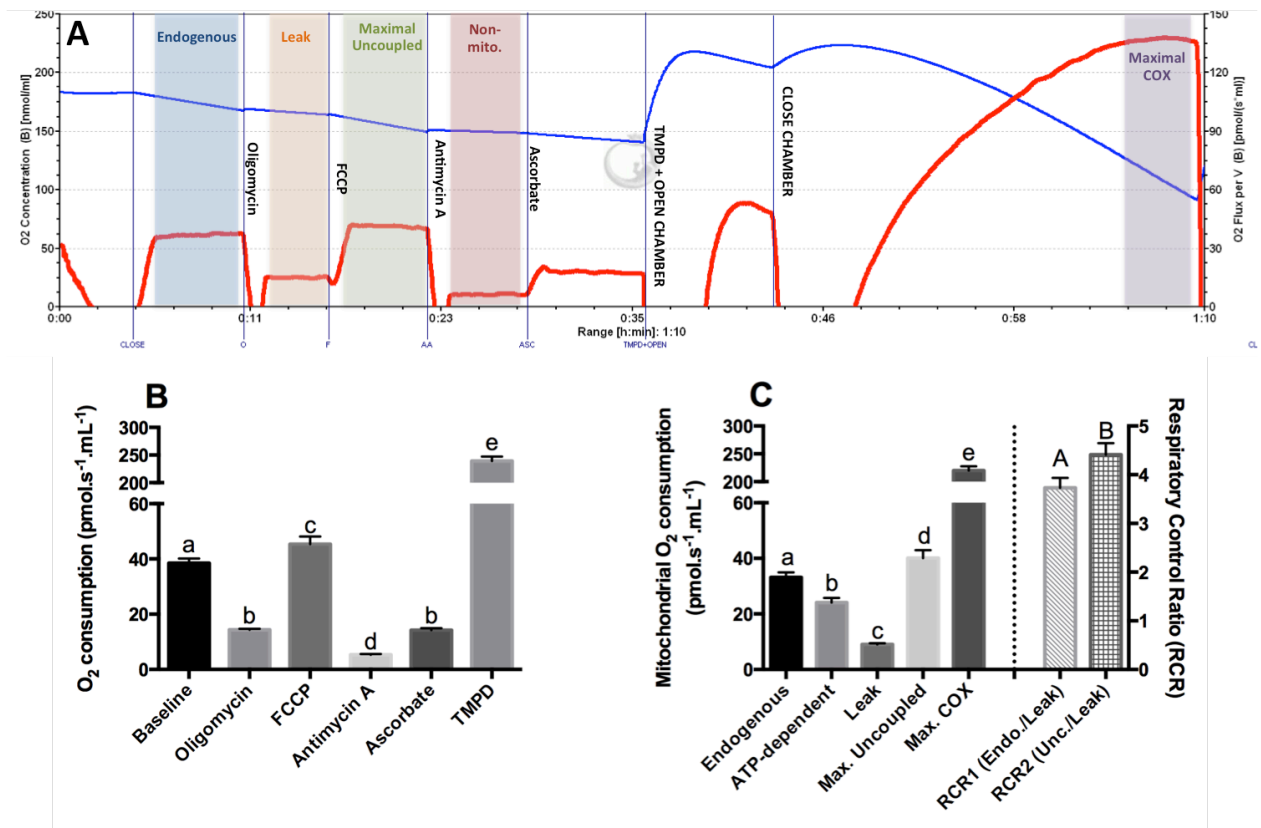 A
Endogenous
Leak
Maximal
Uncoupled
Non-
mito.
Maximal
COX
O2 Concentration (B) [nmol/ml]
250
200
150
100
50
0
Oligomycin
FCCP
Antimycin A
Ascorbate
TMPD + OPEN CHAMBER
CLOSE CHAMBER
150
120
90
60
30
0
O2 Flux per V (B) [pmol/(s*ml)]
0:00
0:11
0:23
0:35
0:46
0:58
1:10
Range [h:min]: 1:10
CLOSE
O
F
AA
ASC
TMPD+OPEN
CL
B
O2 consumption (pmol.s-1.mL-1)
300
250
200
60
40
20
0
a
b
c
d
b
e
Baseline
Oligomycin
FCCP
Antimycin A
Ascorbate
TMPD
C
Mitochondrial O2 consumption
(pmol.s-1.mL-1)
300
250
200
60
40
20
0
a
b
c
d
e
A
B
5
4
3
2
1
0
Respiratory Control Ratio (RCR)
Endogenous
ATP-dependent
Leak
Max. Uncoupled
Max. COX
RCR1 (Endo./Leak)
RCR2 (Unc./Leak)